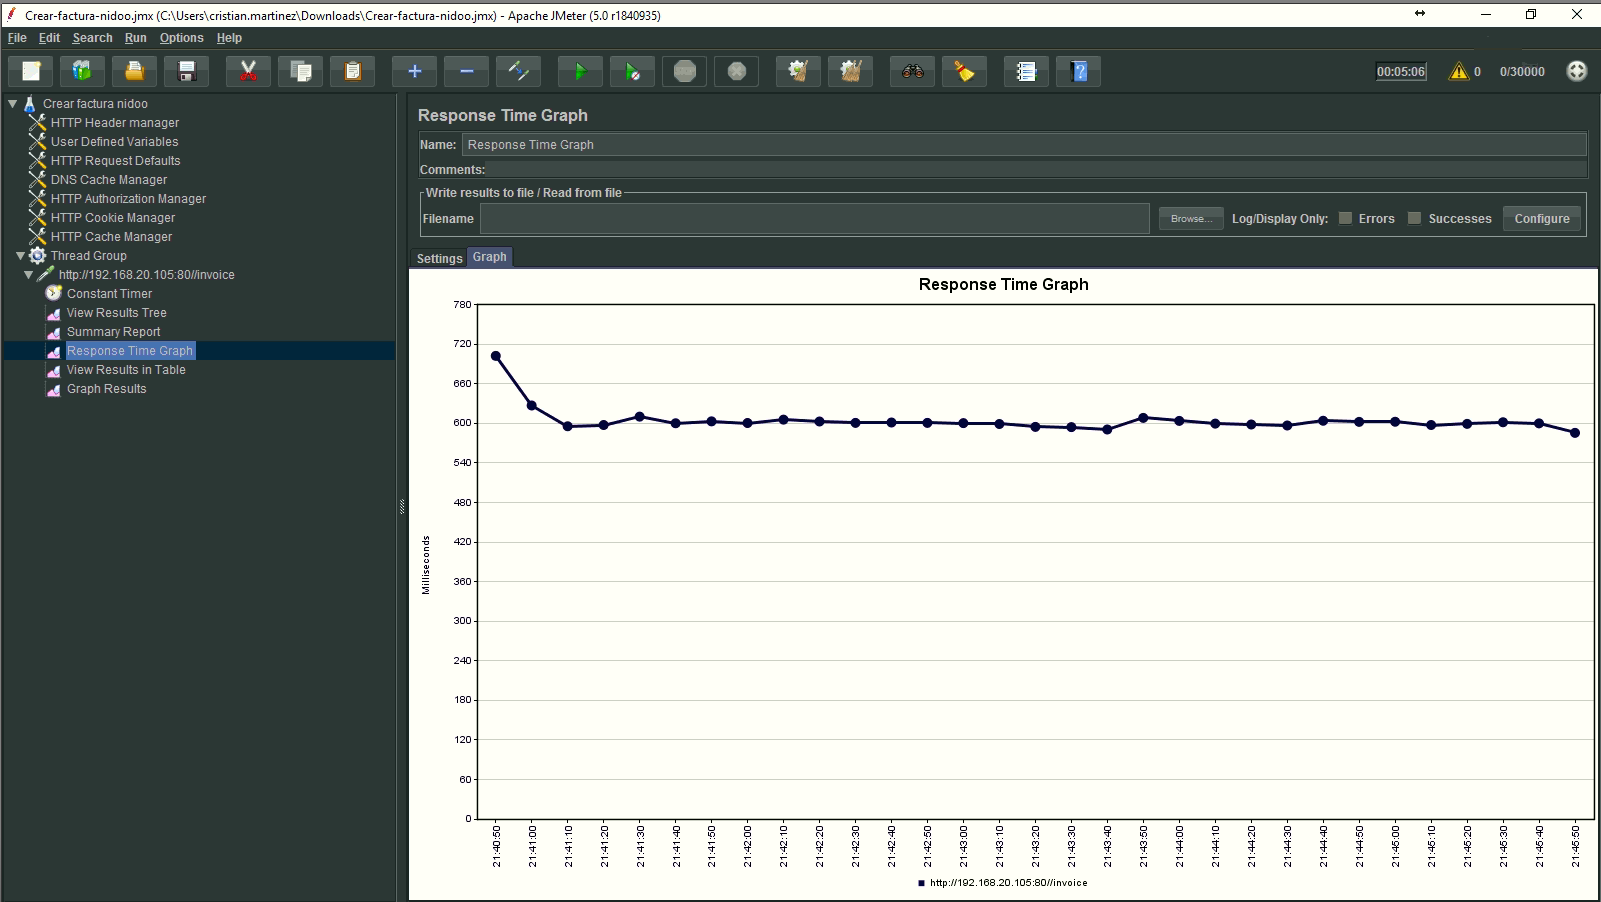 Crear-factura-nidoo.jmx (C:\Users\cristian.martinez\Downloads\Crear-factura-nidoo.jmx) - Apache JMeter (5.0 r1840935)
File Edit Search Run Options Help
00:05:06 0 0/30000
Crear factura nidoo
HTTP Header manager
User Defined Variables
HTTP Request Defaults
DNS Cache Manager
HTTP Authorization Manager
HTTP Cookie Manager
HTTP Cache Manager
Thread Group
http://192.168.20.105:80//invoice
Constant Timer
View Results Tree
Summary Report
Response Time Graph
View Results in Table
Graph Results
Response Time Graph
Name: Response Time Graph
Comments:
Write results to file / Read from file
Filename Browse... Log/Display Only: Errors Successes Configure
Settings Graph
Response Time Graph
780
720
660
600
540
480
420
360
300
240
180
120
60
0
Milliseconds
21:40:50 21:41:00 21:41:10 21:41:20 21:41:30 21:41:40 21:41:50 21:42:00 21:42:10 21:42:20 21:42:30 21:42:40 21:42:50 21:43:00 21:43:10 21:43:20 21:43:30 21:43:40 21:43:50 21:44:00 21:44:10 21:44:20 21:44:30 21:44:40 21:44:50 21:45:00 21:45:10 21:45:20 21:45:30 21:45:40 21:45:50
http://192.168.20.105:80//invoice